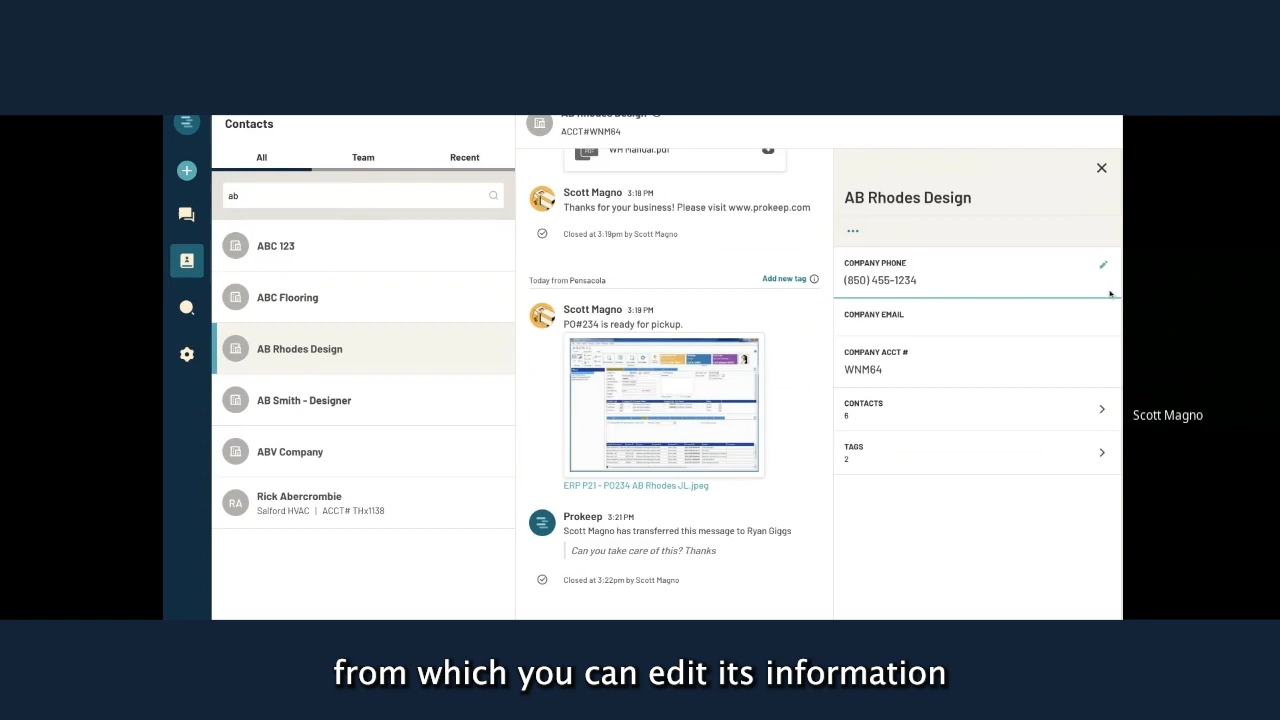 Contacts
All
Team
Recent
ab
ABC 123
ABC Flooring
AB Rhodes Design
AB Smith - Designer
ABV Company
RA
Rick Abercrombie
Salford HVAC | ACCT# THx1138
AB Rhodes Design
ACCT#WNM64
WH Manual.pdf
Scott Magno 3:18 PM
Thanks for your business! Please visit www.prokeep.com
Closed at 3:19pm by Scott Magno
Today from Pensacola
Add new tag
Scott Magno 3:19 PM
PO#234 is ready for pickup.
ERP P21 - PO234 AB Rhodes JL.jpeg
Prokeep 3:21 PM
Scott Magno has transferred this message to Ryan Giggs
Can you take care of this? Thanks
Closed at 3:22pm by Scott Magno
AB Rhodes Design
COMPANY PHONE
(850) 455-1234
COMPANY EMAIL
COMPANY ACCT #
WNM64
CONTACTS
6
TAGS
2
Scott Magno
from which you can edit its information